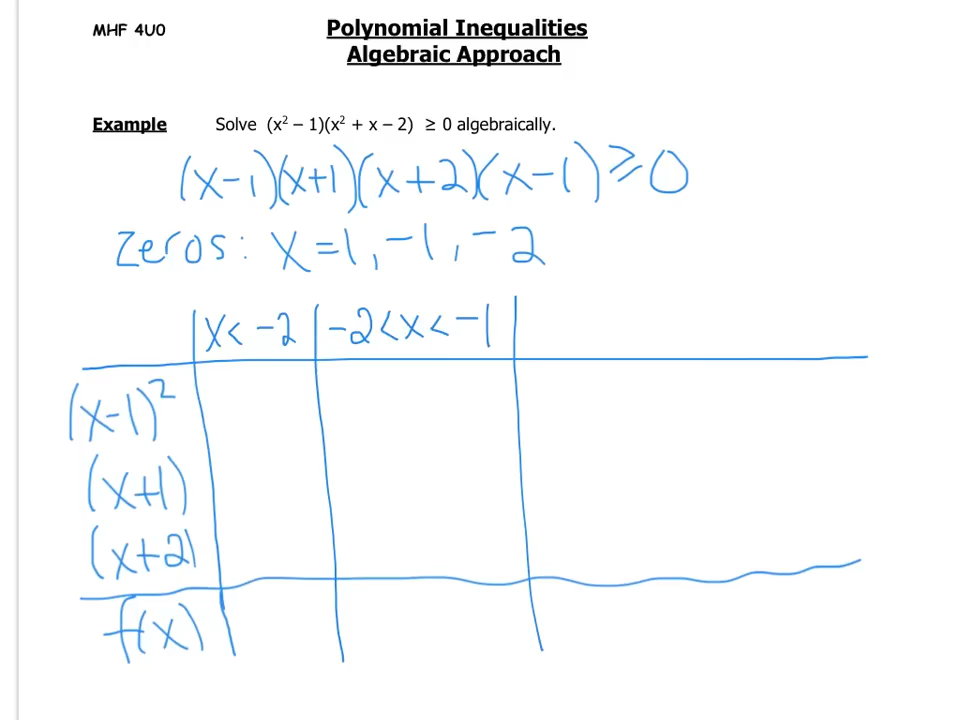 MHF 4U0
Polynomial Inequalities
Algebraic Approach
Example Solve (x² – 1)(x² + x – 2) ≥ 0 algebraically.
(x-1)(x+1)(x+2)(x-1) ≥ 0
Zeros: x = 1, -1, -2
x < -2 | -2 < x < -1
(x-1)²
(x+1)
(x+2)
f(x)